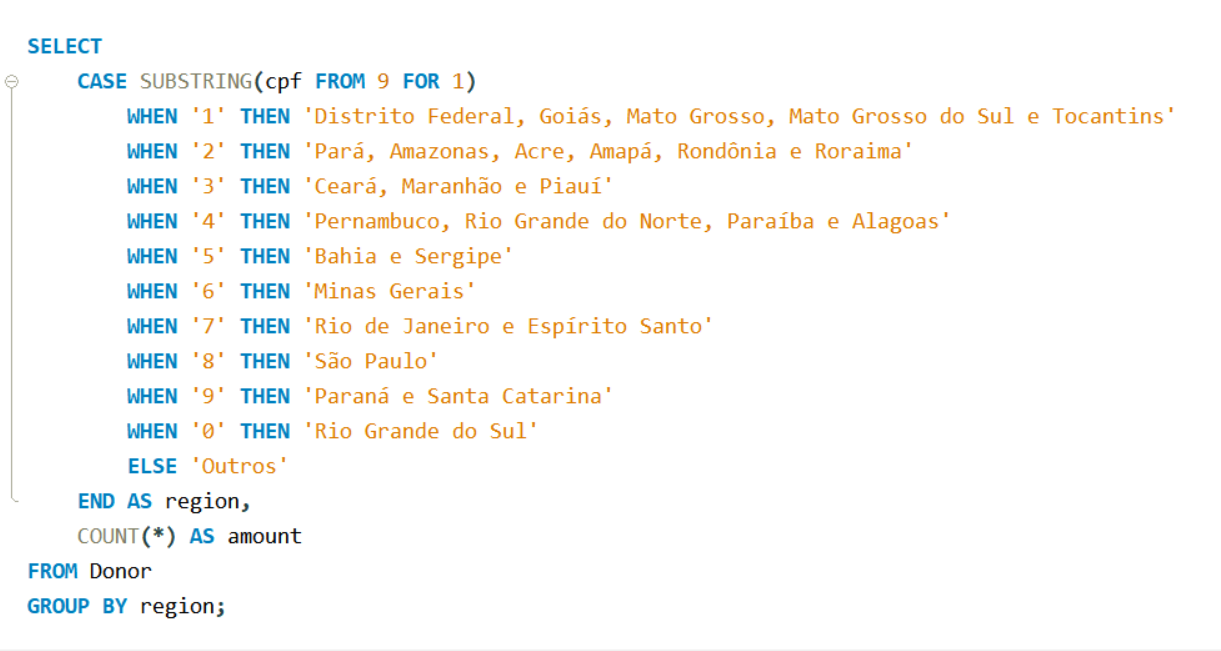 SELECT
CASE SUBSTRING(cpf FROM 9 FOR 1)
WHEN '1' THEN 'Distrito Federal, Goiás, Mato Grosso, Mato Grosso do Sul e Tocantins'
WHEN '2' THEN 'Pará, Amazonas, Acre, Amapá, Rondônia e Roraima'
WHEN '3' THEN 'Ceará, Maranhão e Piauí'
WHEN '4' THEN 'Pernambuco, Rio Grande do Norte, Paraíba e Alagoas'
WHEN '5' THEN 'Bahia e Sergipe'
WHEN '6' THEN 'Minas Gerais'
WHEN '7' THEN 'Rio de Janeiro e Espírito Santo'
WHEN '8' THEN 'São Paulo'
WHEN '9' THEN 'Paraná e Santa Catarina'
WHEN '0' THEN 'Rio Grande do Sul'
ELSE 'Outros'
END AS region,
COUNT(*) AS amount
FROM Donor
GROUP BY region;